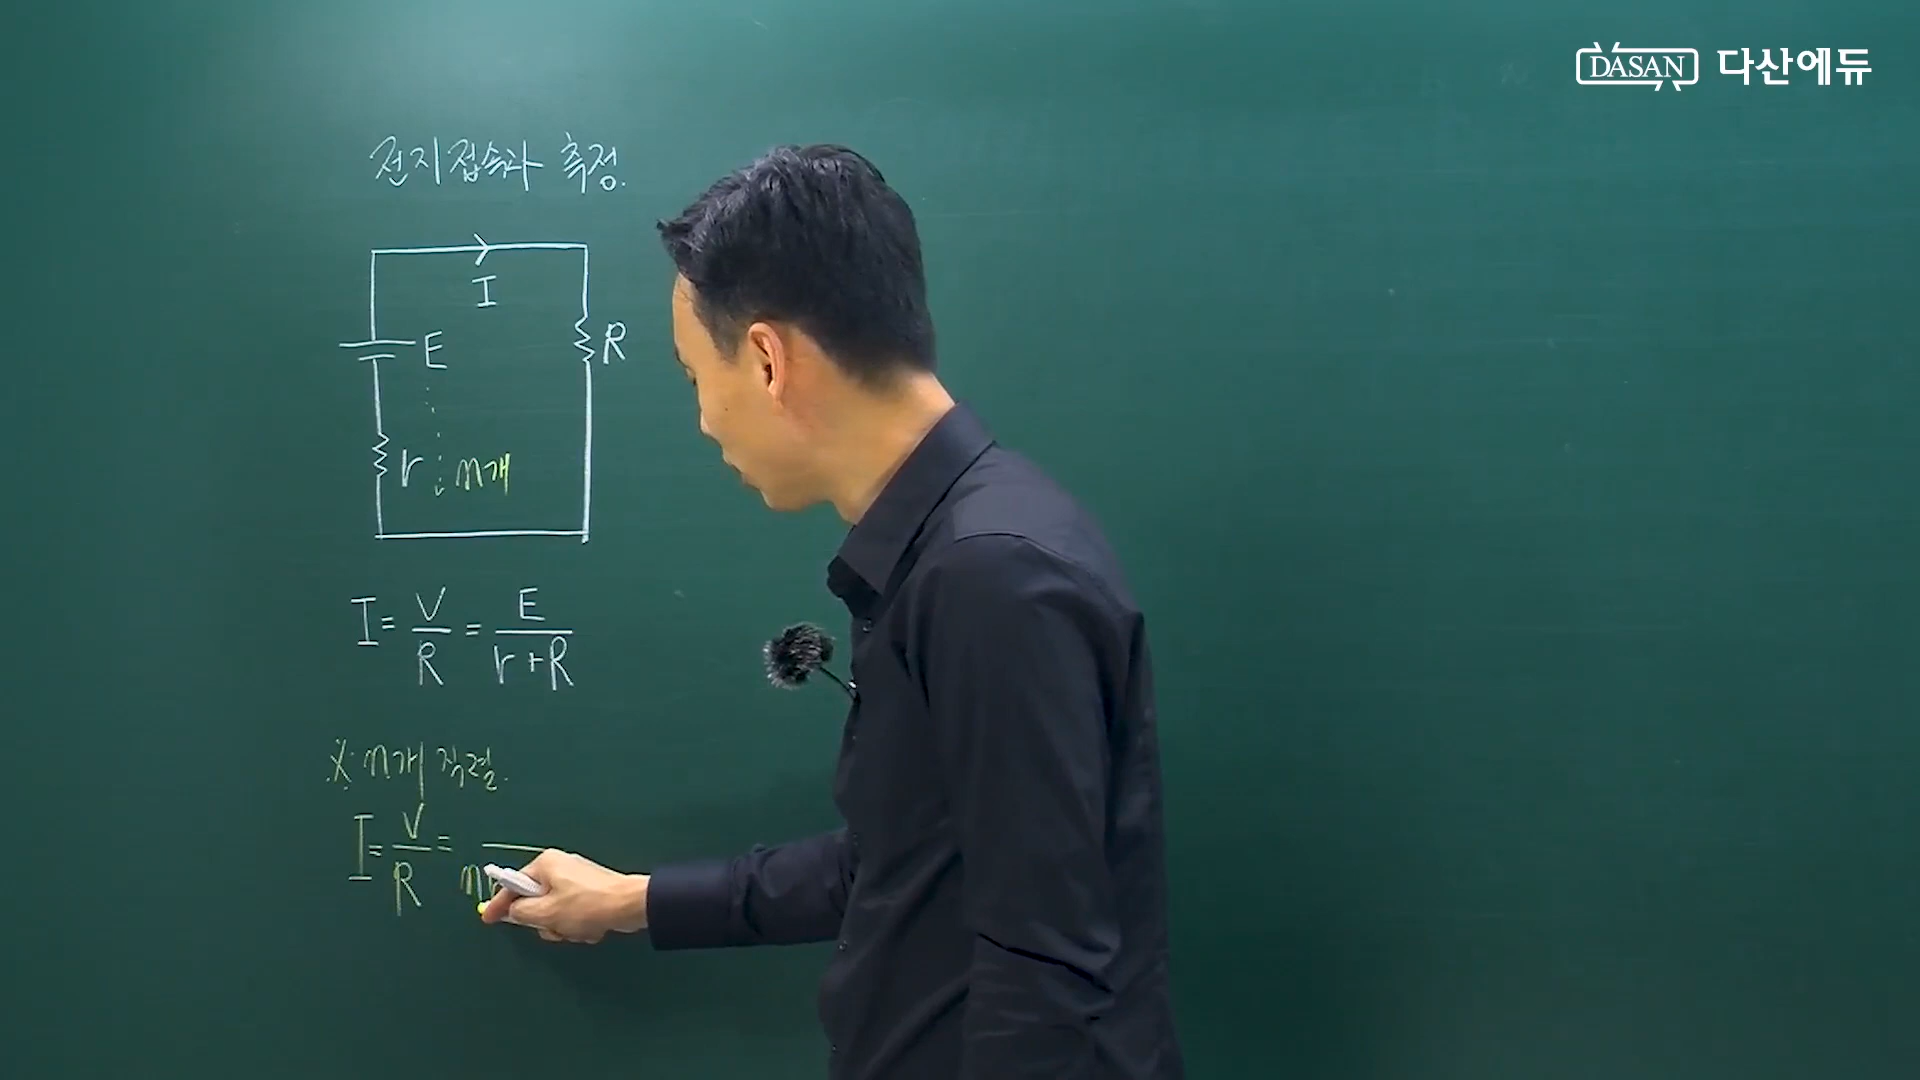 DASAN 다산에듀
전지접속과 측정.
I
E
R
r n개
I = V/R = E/(r+R)
※ n개 직렬.
I = V/R =
n